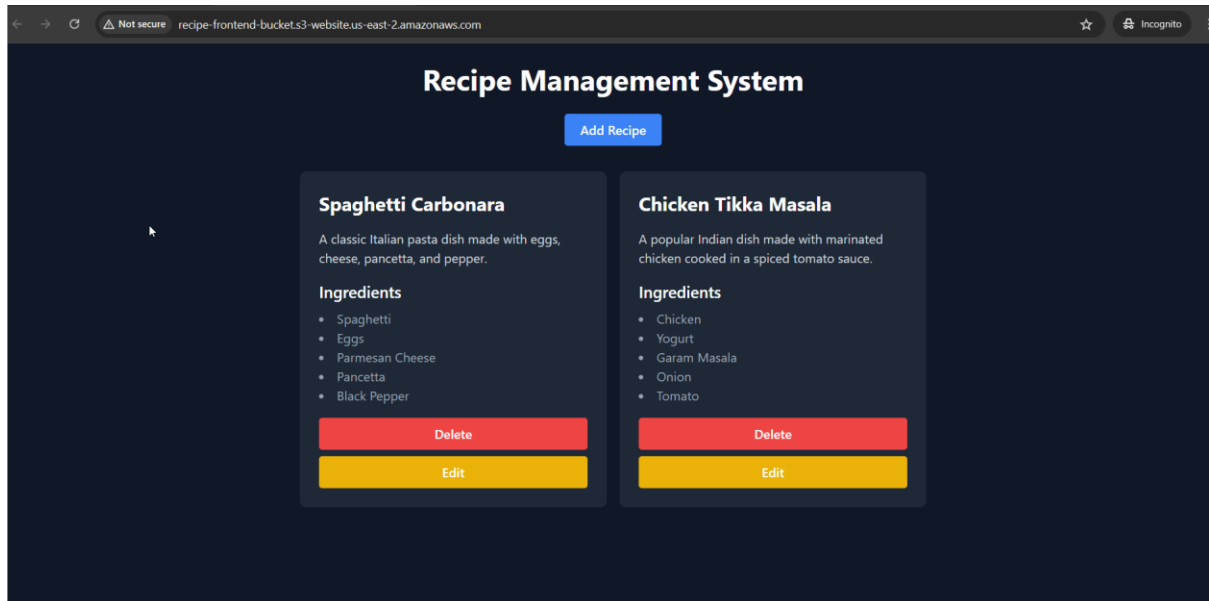 Not secure recipe-frontend-bucket.s3-website.us-east-2.amazonaws.com Incognito
Recipe Management System
Add Recipe
Spaghetti Carbonara
A classic Italian pasta dish made with eggs,
cheese, pancetta, and pepper.
Ingredients
• Spaghetti
• Eggs
• Parmesan Cheese
• Pancetta
• Black Pepper
Delete
Edit
Chicken Tikka Masala
A popular Indian dish made with marinated
chicken cooked in a spiced tomato sauce.
Ingredients
• Chicken
• Yogurt
• Garam Masala
• Onion
• Tomato
Delete
Edit